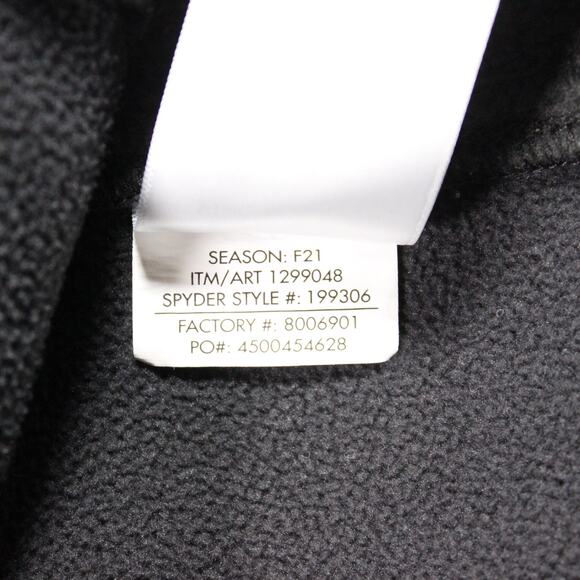 SEASON: F21
ITM/ART 1299048
SPYDER STYLE #: 199306
FACTORY #: 8006901
PO#: 4500454628